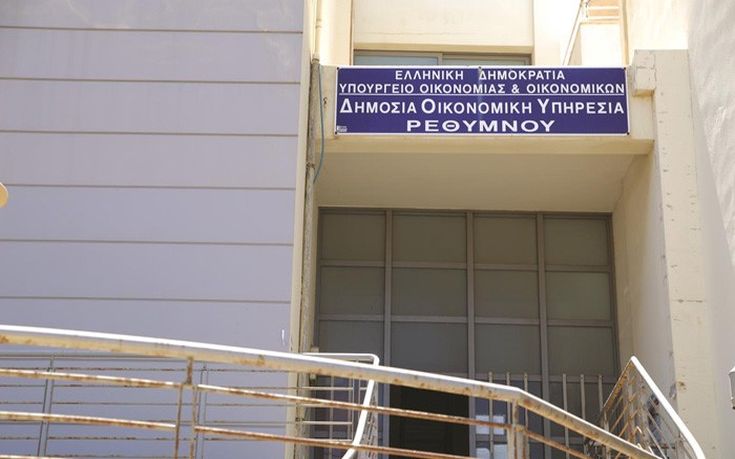 ΕΛΛΗΝΙΚΗ ΔΗΜΟΚΡΑΤΙΑ
ΥΠΟΥΡΓΕΙΟ ΟΙΚΟΝΟΜΙΑΣ & ΟΙΚΟΝΟΜΙΚΩΝ
ΔΗΜΟΣΙΑ ΟΙΚΟΝΟΜΙΚΗ ΥΠΗΡΕΣΙΑ
ΡΕΘΥΜΝΟΥ